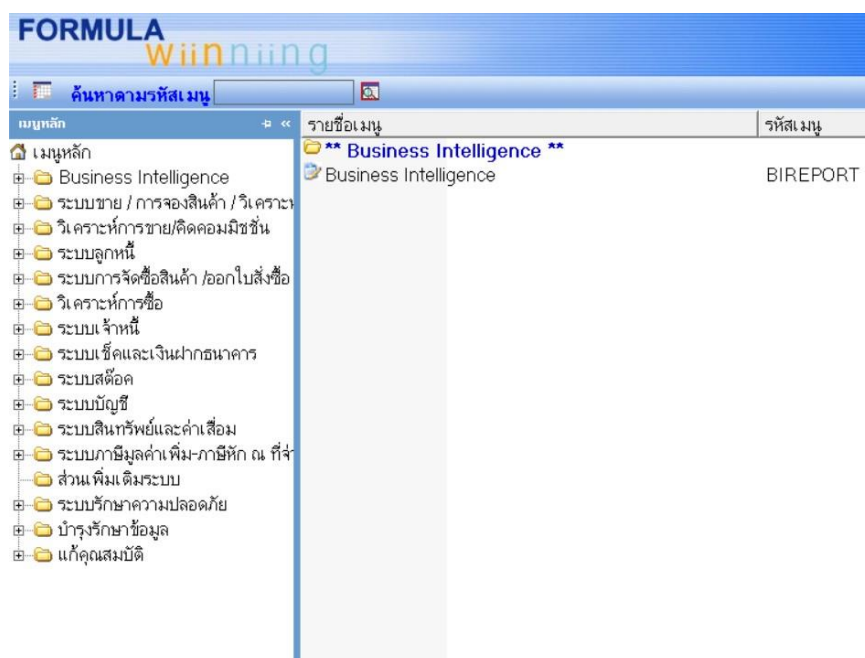 FORMULA
Wiinniing
ค้นหาตามรหัสเมนู
เมนูหลัก
รายชื่อเมนู
รหัสเมนู
เมนูหลัก
Business Intelligence
ระบบขาย / การจองสินค้า / วิเคราะห
วิเคราะห์การขาย/คิดคอมมิชชั่น
ระบบลูกหนี้
ระบบการจัดซื้อสินค้า /ออกใบสั่งซื้อ
วิเคราะห์การซื้อ
ระบบเจ้าหนี้
ระบบเช็คและเงินฝากธนาคาร
ระบบสต๊อค
ระบบบัญชี
ระบบสินทรัพย์และค่าเสื่อม
ระบบภาษีมูลค่าเพิ่ม-ภาษีหัก ณ ที่จ่า
ส่วนเพิ่มเติมระบบ
ระบบรักษาความปลอดภัย
บำรุงรักษาข้อมูล
แก้คุณสมบัติ
** Business Intelligence **
Business Intelligence BIREPORT